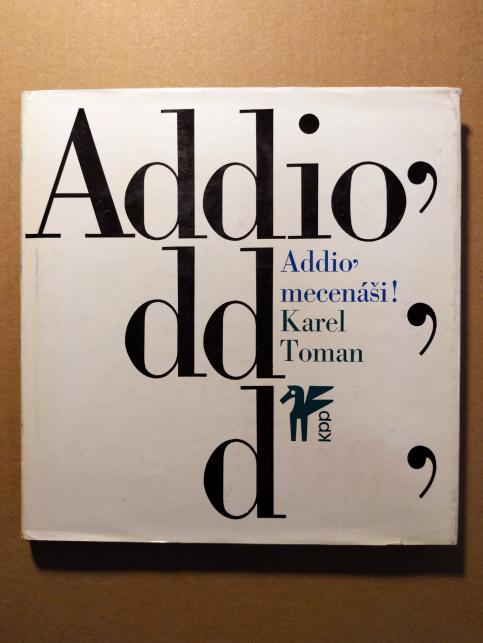 Addio,
dd,
d,
Addio,
mecenáši!
Karel
Toman
kpp